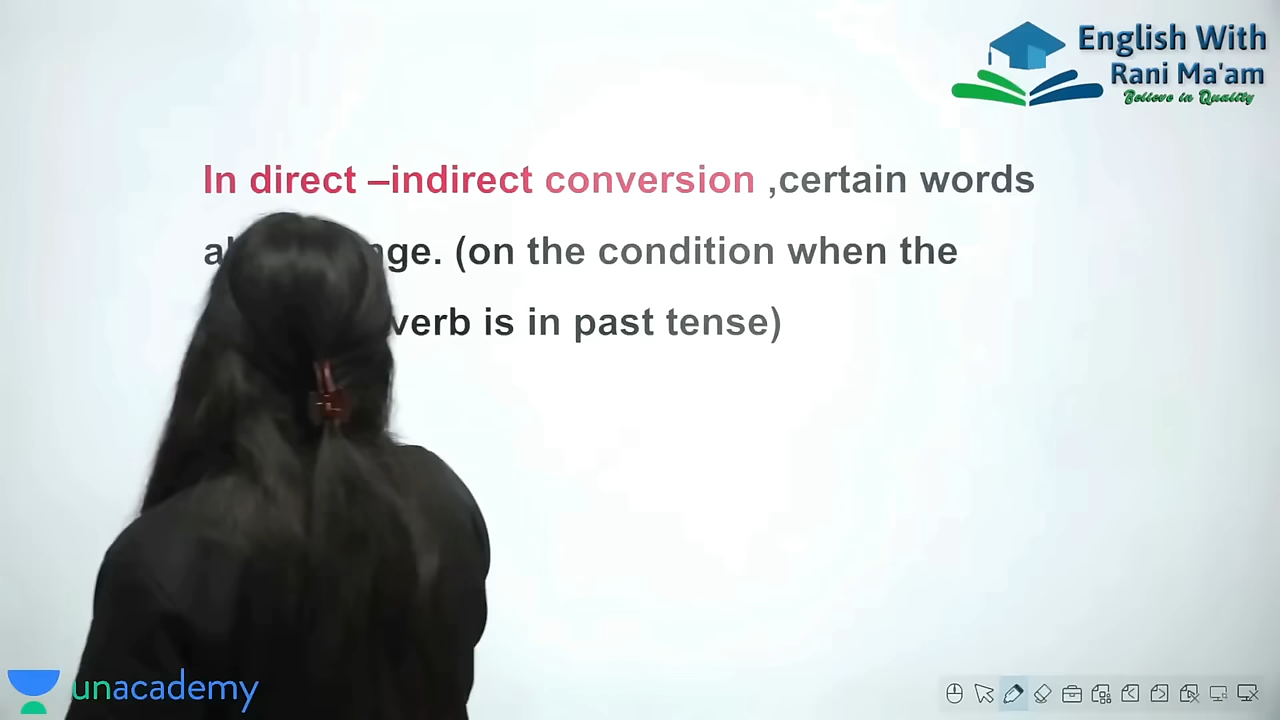 English With
Rani Ma'am
Believe in Quality
In direct –indirect conversion ,certain words
(on the condition when the
verb is in past tense)
unacademy